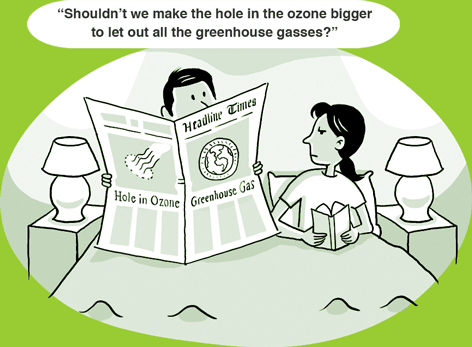 “Shouldn’t we make the hole in the ozone bigger
to let out all the greenhouse gasses?”
Headline Times
Hole in Ozone
Greenhouse Gas